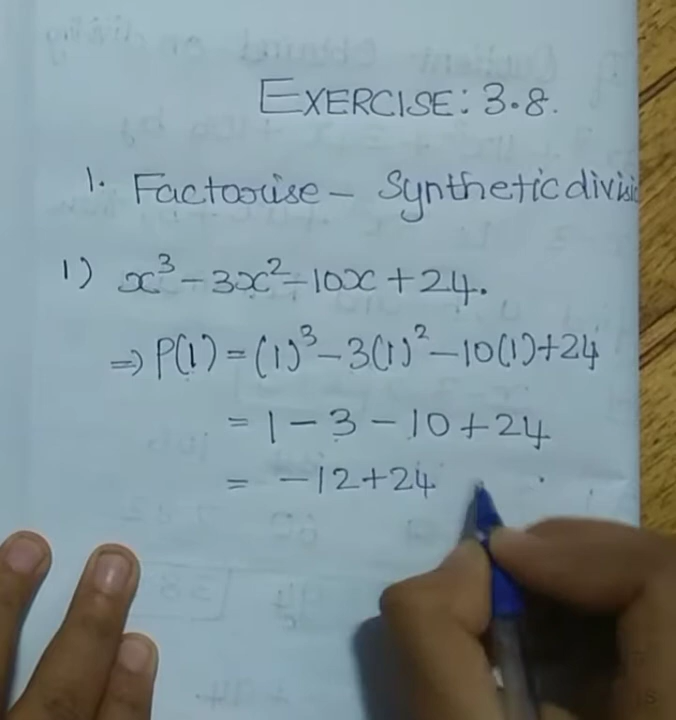 EXERCISE: 3.8.
1. Factorise - Synthetic divisi
1) x³-3x²-10x+24.
⇒ P(1) = (1)³-3(1)²-10(1)+24
= 1-3-10+24
= -12+24